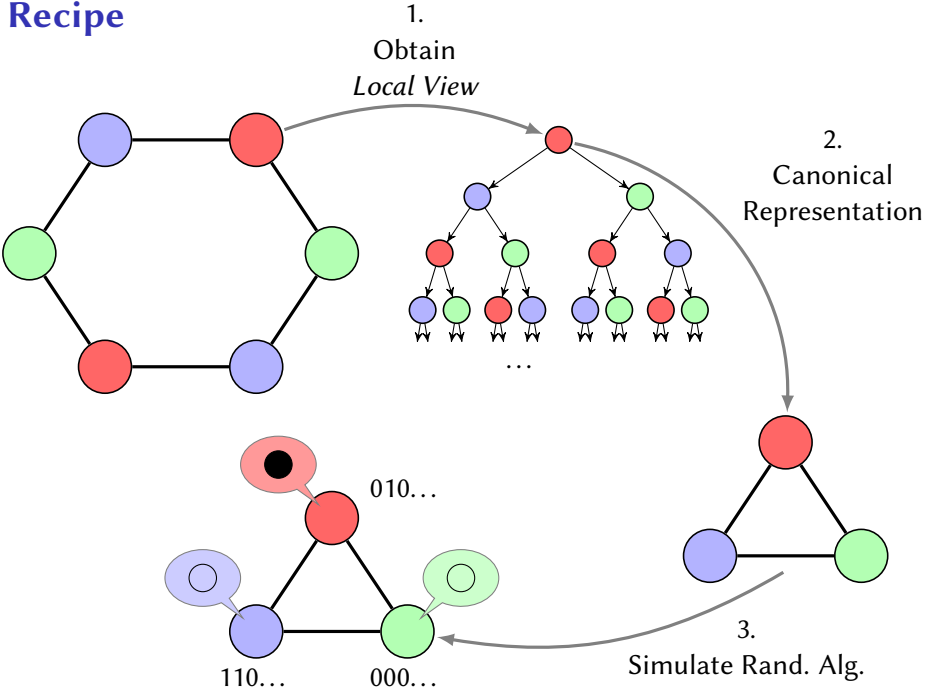 Recipe
1.
Obtain
Local View
2.
Canonical
Representation
...
010...
110...
000...
3.
Simulate Rand. Alg.